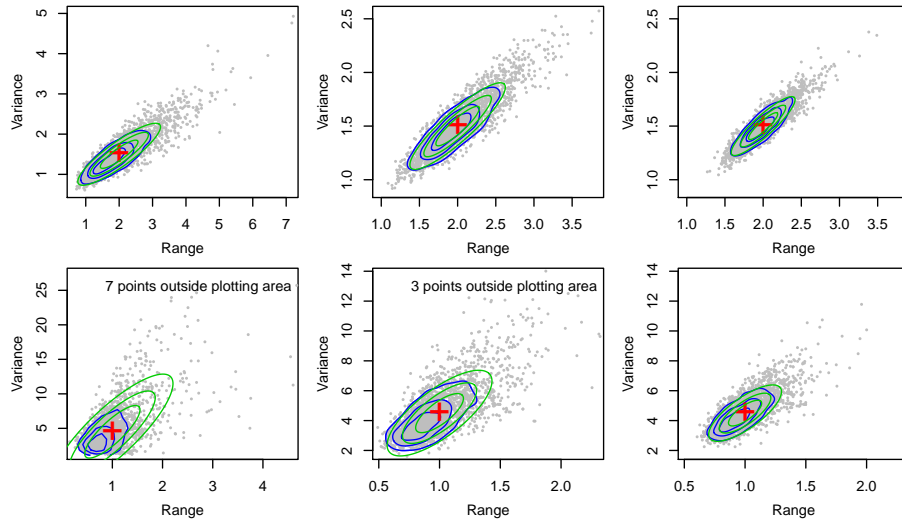 5
4
3
2
1
Variance
1 2 3 4 5 6 7
Range
2.5
2.0
1.5
1.0
Variance
1.0 1.5 2.0 2.5 3.0 3.5
Range
2.5
2.0
1.5
1.0
Variance
1.0 1.5 2.0 2.5 3.0 3.5
Range
7 points outside plotting area
25
20
15
10
5
Variance
1 2 3 4
Range
3 points outside plotting area
14
12
10
8
6
4
2
Variance
0.5 1.0 1.5 2.0
Range
14
12
10
8
6
4
2
Variance
0.5 1.0 1.5 2.0
Range